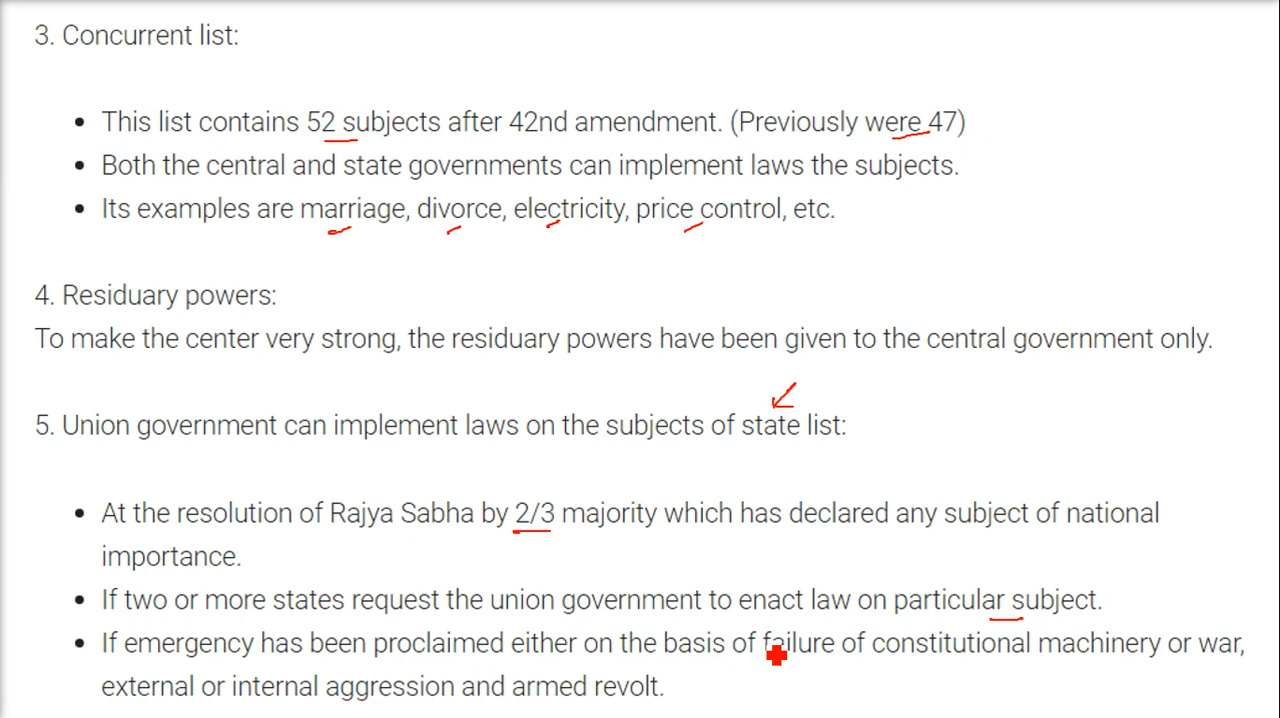 3. Concurrent list:
• This list contains 52 subjects after 42nd amendment. (Previously were 47)
• Both the central and state governments can implement laws the subjects.
• Its examples are marriage, divorce, electricity, price control, etc.
4. Residuary powers:
To make the center very strong, the residuary powers have been given to the central government only.
5. Union government can implement laws on the subjects of state list:
• At the resolution of Rajya Sabha by 2/3 majority which has declared any subject of national
importance.
• If two or more states request the union government to enact law on particular subject.
• If emergency has been proclaimed either on the basis of failure of constitutional machinery or war,
external or internal aggression and armed revolt.